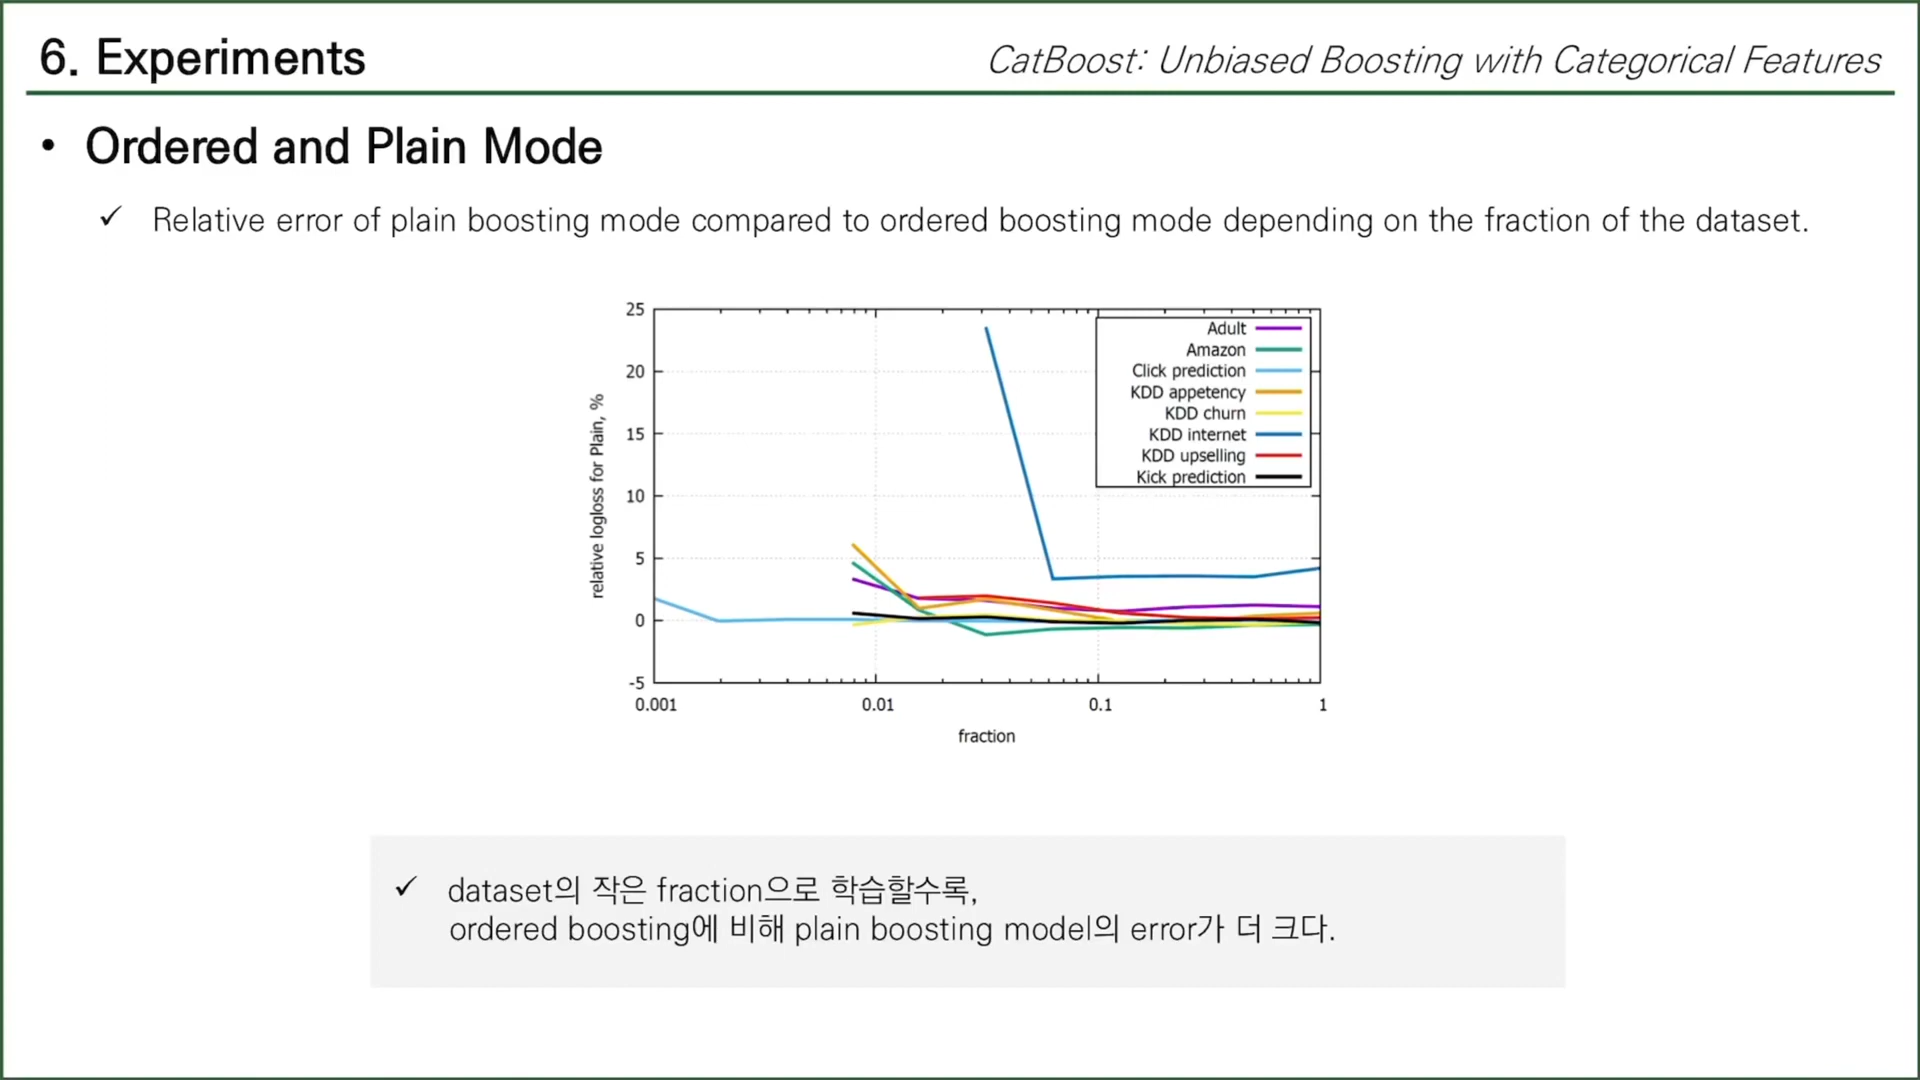 6. Experiments
CatBoost: Unbiased Boosting with Categorical Features
• Ordered and Plain Mode
✓ Relative error of plain boosting mode compared to ordered boosting mode depending on the fraction of the dataset.
25
20
15
10
5
0
-5
relative logloss for Plain, %
Adult
Amazon
Click prediction
KDD appetency
KDD churn
KDD internet
KDD upselling
Kick prediction
0.001
0.01
0.1
1
fraction
✓ dataset의 작은 fraction으로 학습할수록,
ordered boosting에 비해 plain boosting model의 error가 더 크다.